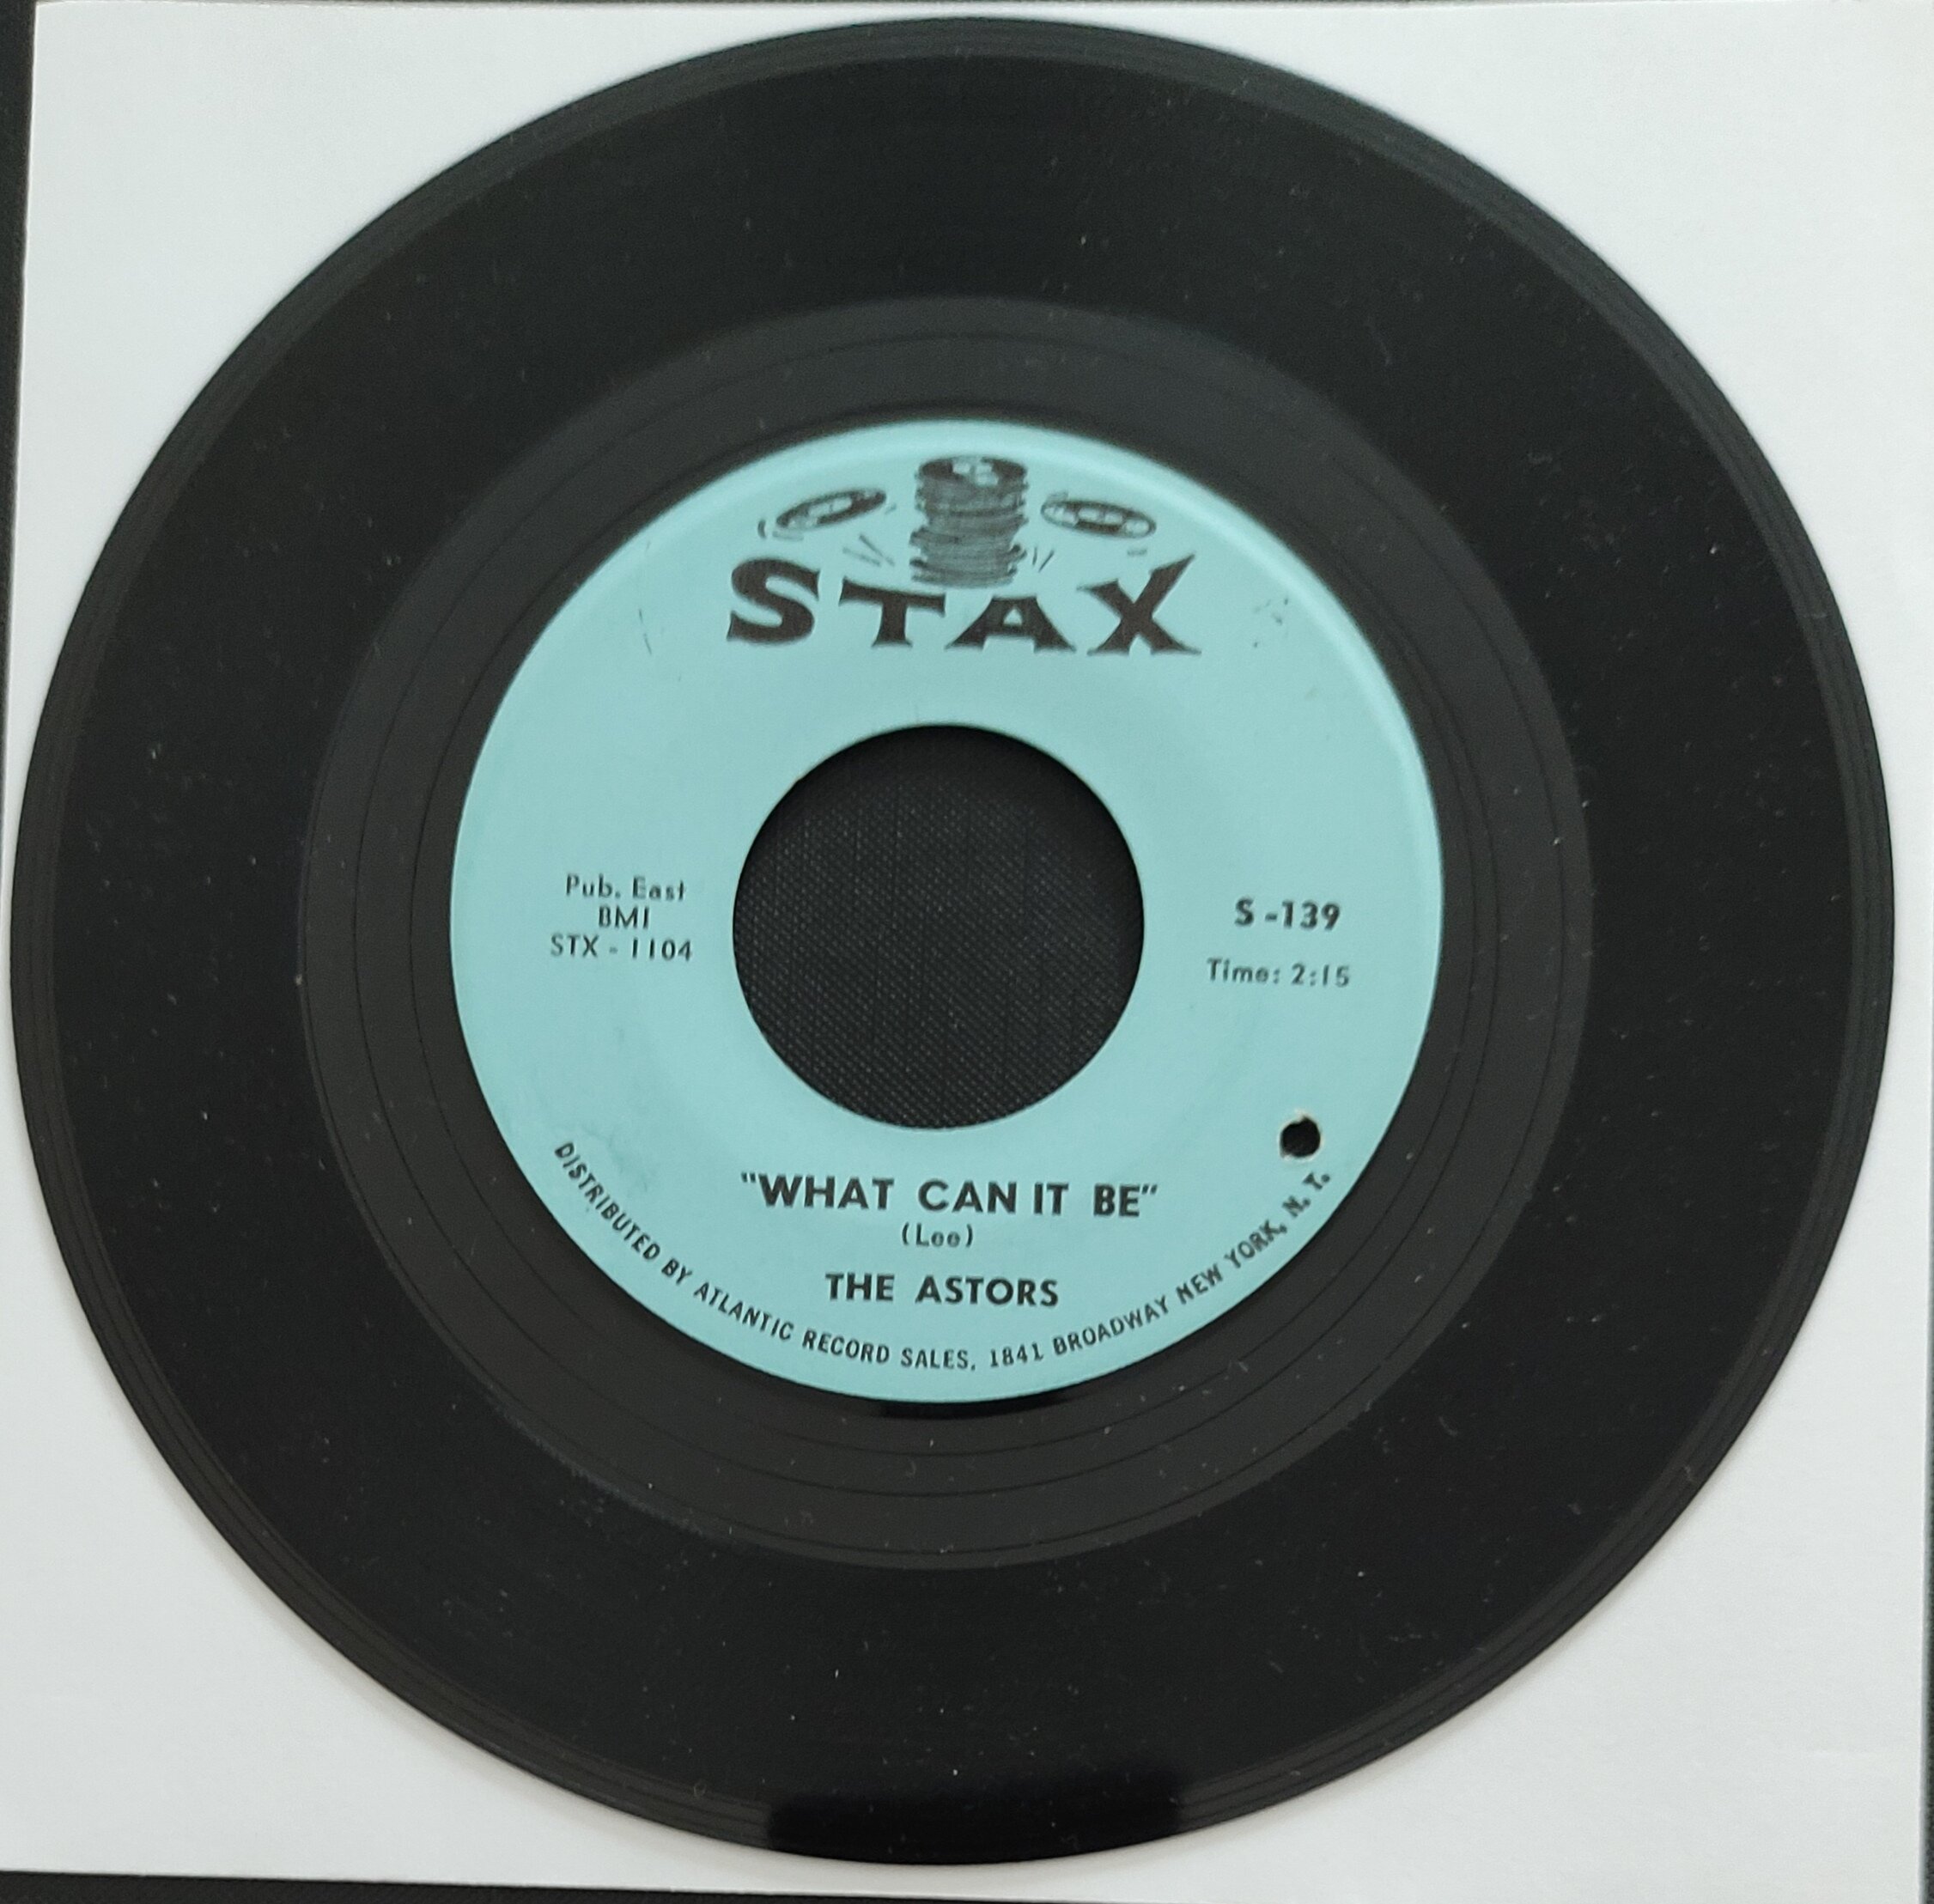 STAX
Pub. East
BMI
STX - 1104
S -139
Time: 2:15
"WHAT CAN IT BE"
(Lee)
THE ASTORS
DISTRIBUTED BY ATLANTIC RECORD SALES, 1841 BROADWAY NEW YORK, N. Y.